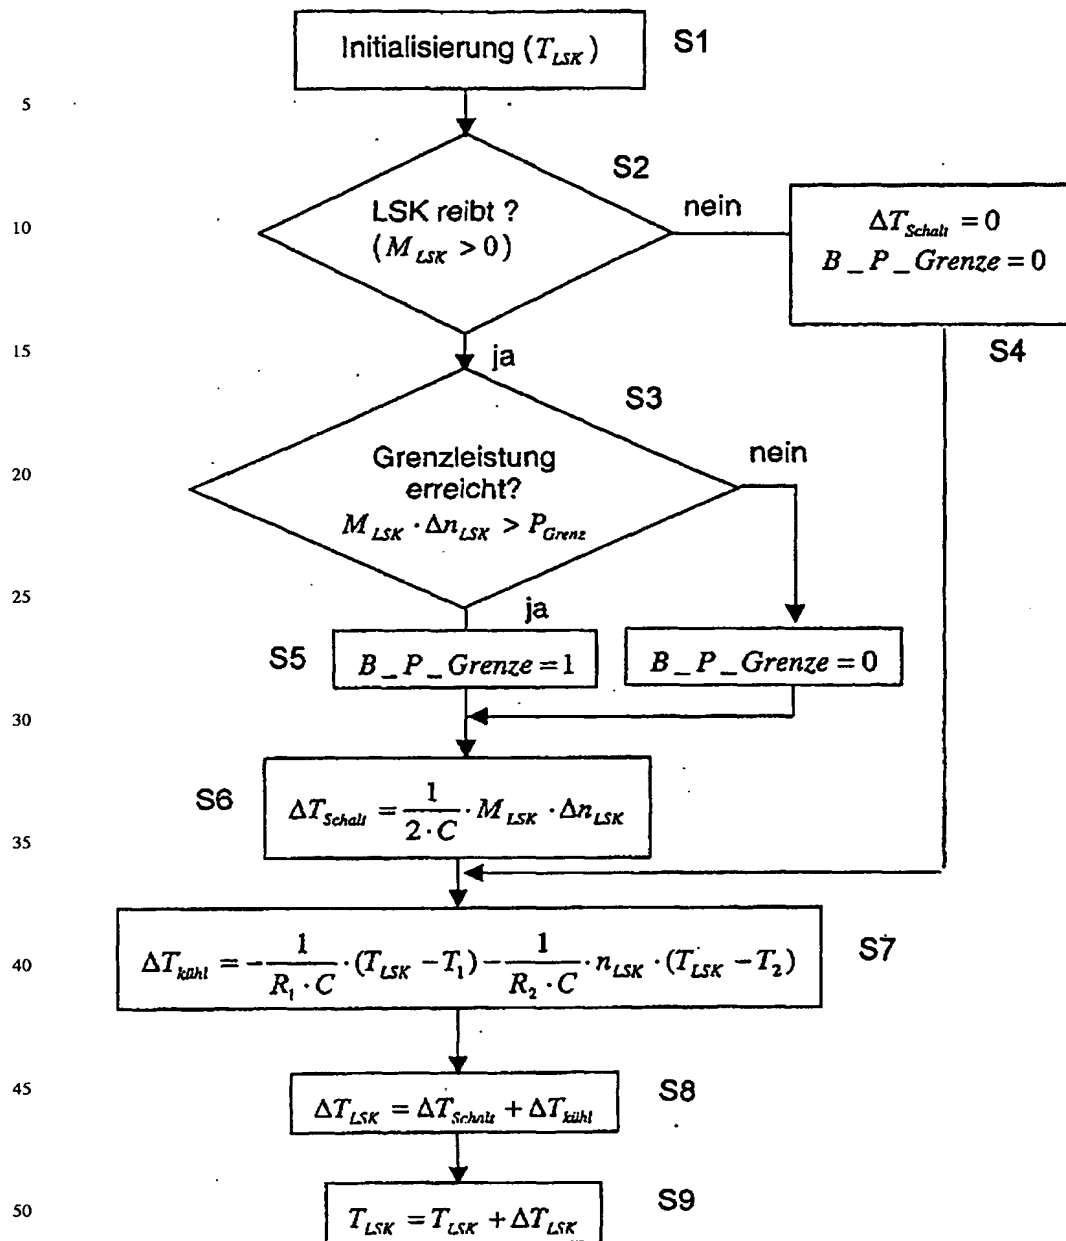 Initialisierung (T_LSK)
S1
5
S2
LSK reibt ?
(M_LSK > 0)
nein
ΔT_Schalt = 0
B_P_Grenze = 0
10
S4
15
ja
S3
Grenzleistung
erreicht?
M_LSK · Δn_LSK > P_Grenz
nein
20
25
ja
S5
B_P_Grenze = 1
B_P_Grenze = 0
30
S6
ΔT_Schalt = 1 / (2 · C) · M_LSK · Δn_LSK
35
S7
ΔT_kühl = - 1 / (R_1 · C) · (T_LSK - T_1) - 1 / (R_2 · C) · n_LSK · (T_LSK - T_2)
40
45
S8
ΔT_LSK = ΔT_Schalt + ΔT_kühl
S9
50
T_LSK = T_LSK + ΔT_LSK